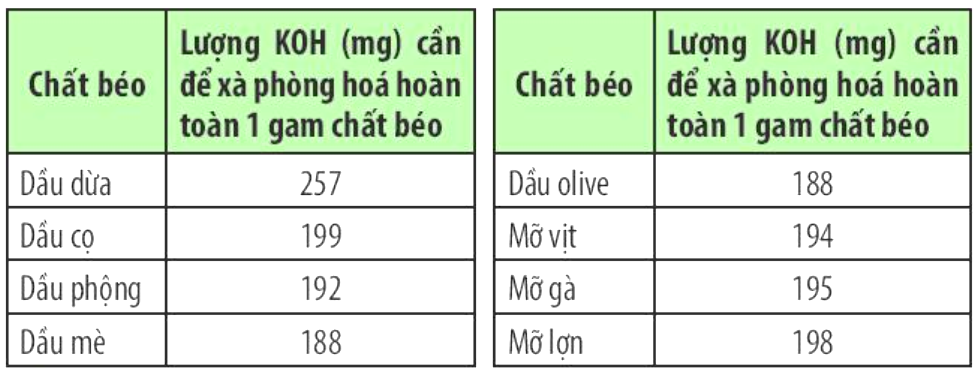 Chất béo
Lượng KOH (mg) cần
để xà phòng hoá hoàn
toàn 1 gam chất béo
Dầu dừa 257
Dầu cọ 199
Dầu phộng 192
Dầu mè 188
Chất béo
Lượng KOH (mg) cần
để xà phòng hoá hoàn
toàn 1 gam chất béo
Dầu olive 188
Mỡ vịt 194
Mỡ gà 195
Mỡ lợn 198